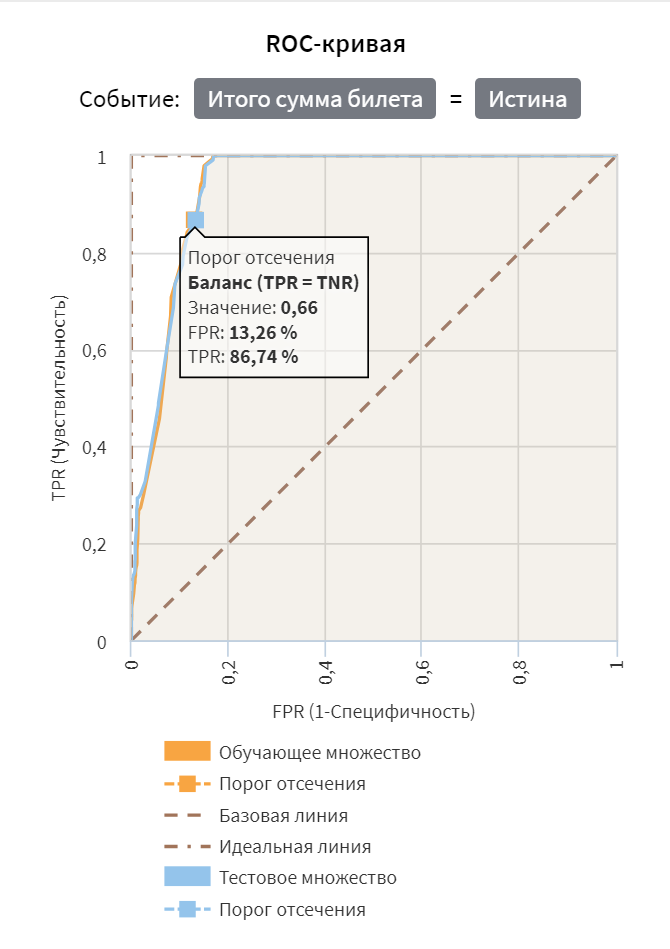 ROC-кривая
Событие: Итого сумма билета = Истина
1
0,8
0,6
0,4
0,2
0
TPR (Чувствительность)
Порог отсечения
Баланс (TPR = TNR)
Значение: 0,66
FPR: 13,26 %
TPR: 86,74 %
0 0,2 0,4 0,6 0,8 1
FPR (1-Специфичность)
Обучающее множество
Порог отсечения
Базовая линия
Идеальная линия
Тестовое множество
Порог отсечения